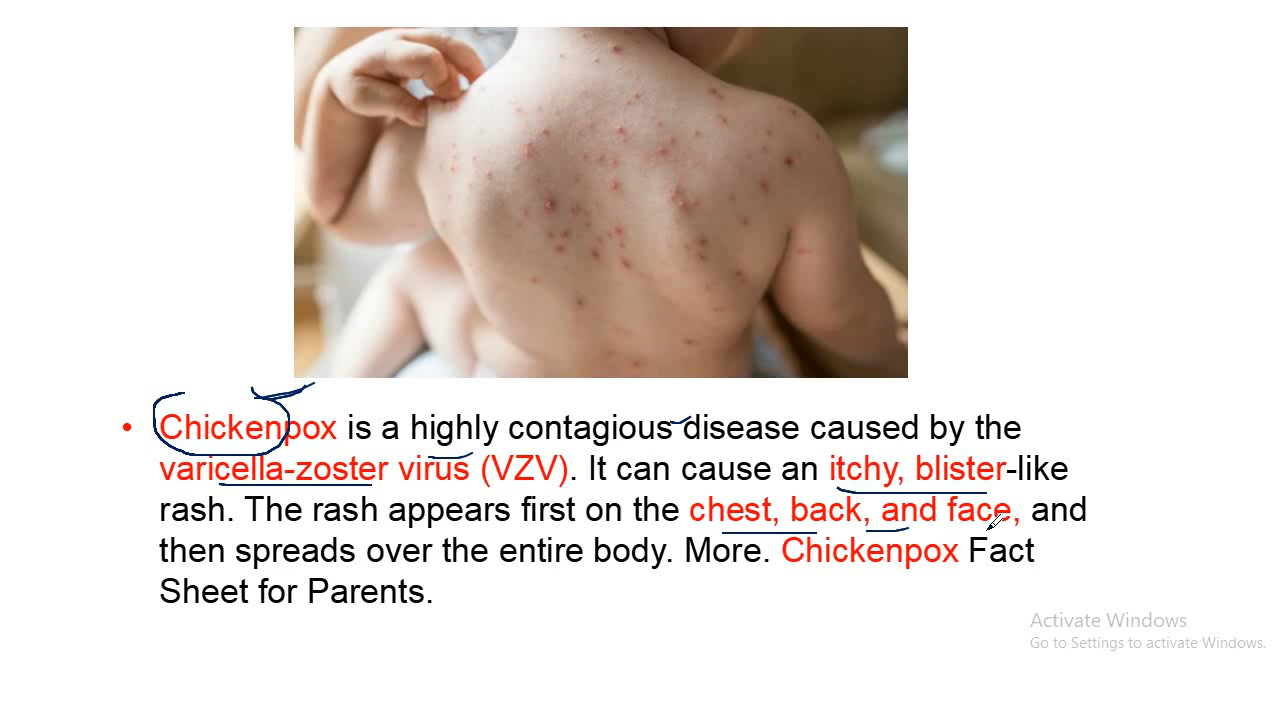 • Chickenpox is a highly contagious disease caused by the
varicella-zoster virus (VZV). It can cause an itchy, blister-like
rash. The rash appears first on the chest, back, and face, and
then spreads over the entire body. More. Chickenpox Fact
Sheet for Parents.
Activate Windows
Go to Settings to activate Windows.